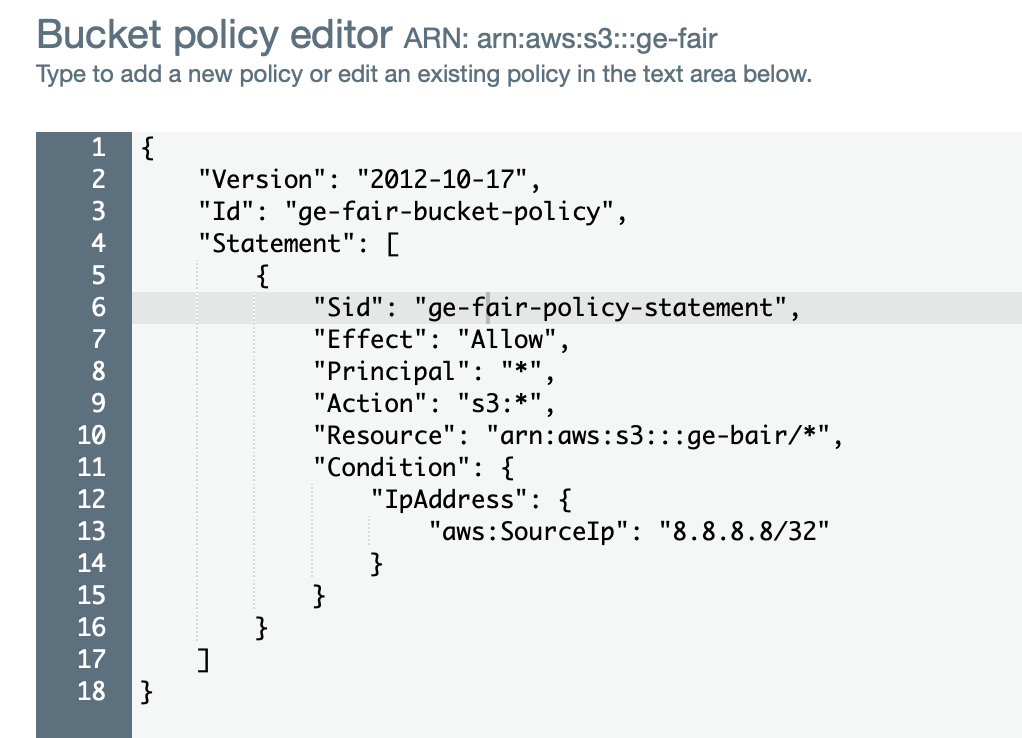 Bucket policy editor ARN: arn:aws:s3:::ge-fair
Type to add a new policy or edit an existing policy in the text area below.
1 {
2     "Version": "2012-10-17",
3     "Id": "ge-fair-bucket-policy",
4     "Statement": [
5         {
6             "Sid": "ge-fair-policy-statement",
7             "Effect": "Allow",
8             "Principal": "*",
9             "Action": "s3:*",
10             "Resource": "arn:aws:s3:::ge-bair/*",
11             "Condition": {
12                 "IpAddress": {
13                     "aws:SourceIp": "8.8.8.8/32"
14                 }
15             }
16         }
17     ]
18 }